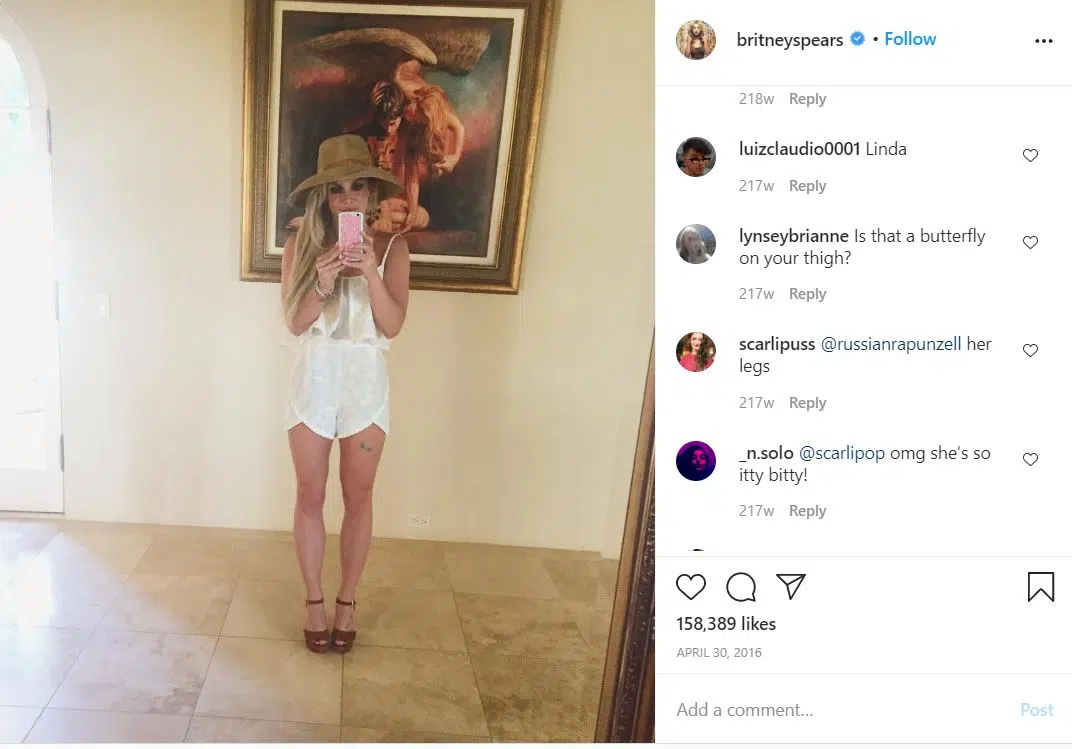 britneyspears • Follow
218w Reply
luizclaudio0001 Linda
217w Reply
lynseybrianne Is that a butterfly
on your thigh?
217w Reply
scarlipuss @russianrapunzell her
legs
217w Reply
_n.solo @scarlipop omg she's so
itty bitty!
217w Reply
158,389 likes
APRIL 30, 2016
Add a comment...
Post